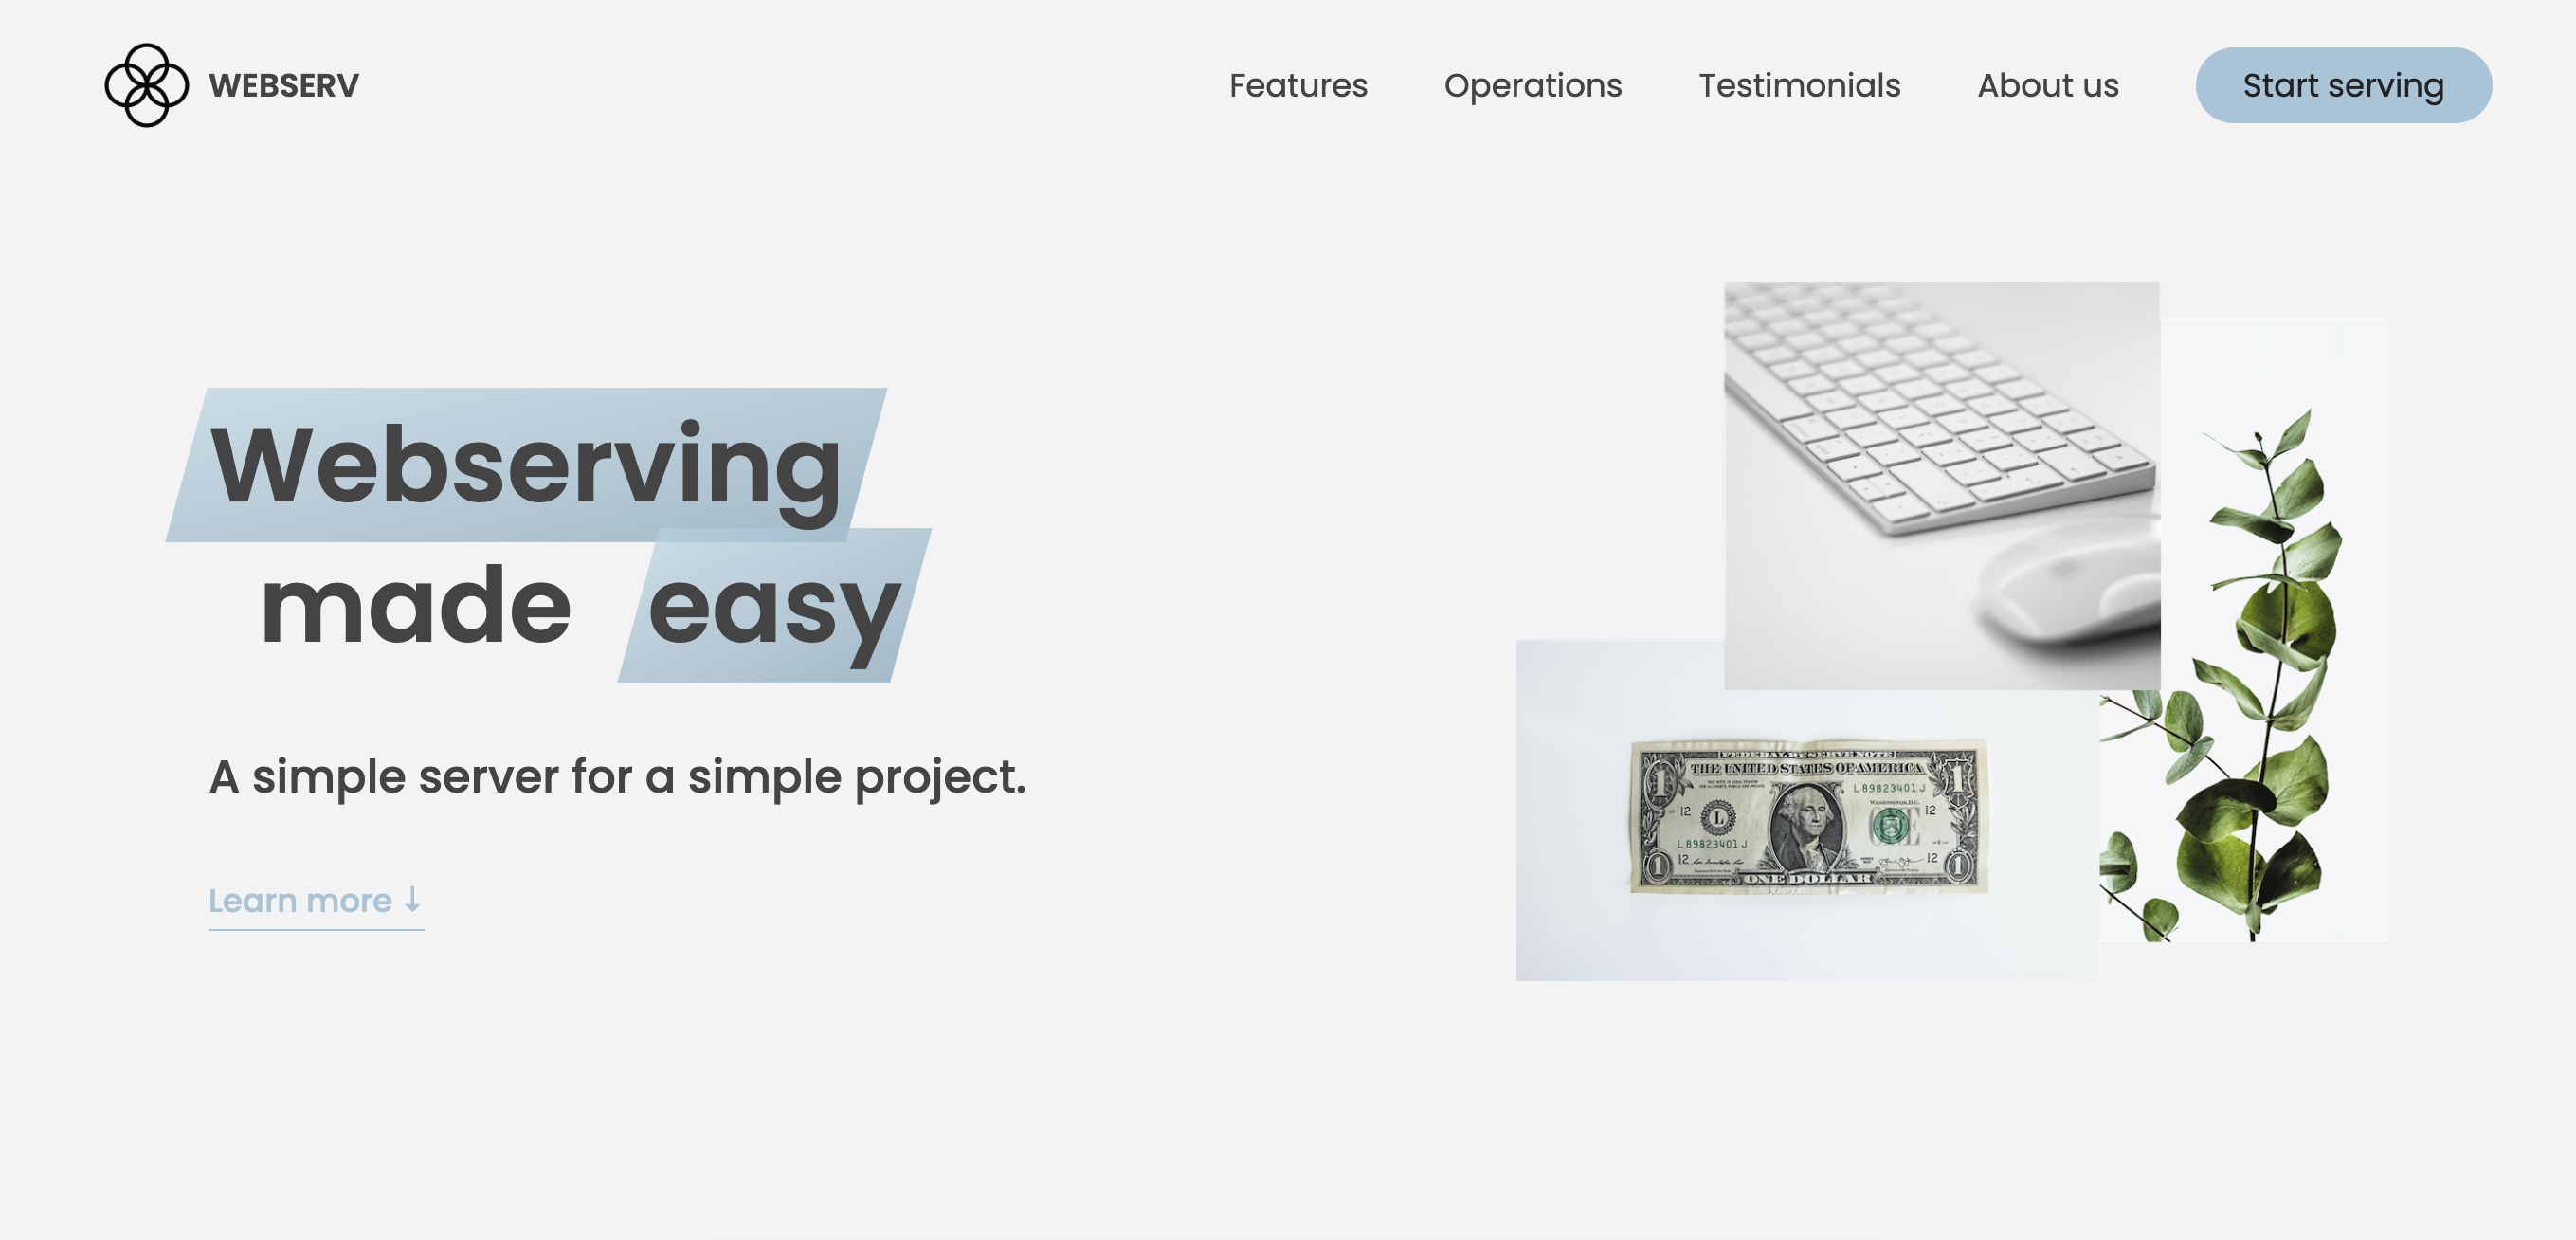 WEBSERV
Features
Operations
Testimonials
About us
Start serving
Webserving
made easy
A simple server for a simple project.
Learn more ↓
FEDERAL RESERVE NOTE
THE UNITED STATES OF AMERICA
L 89823401 J
WASHINGTON, D.C.
12
12
L
L 89823401 J
12
12
ONE DOLLAR
1
1
1
1